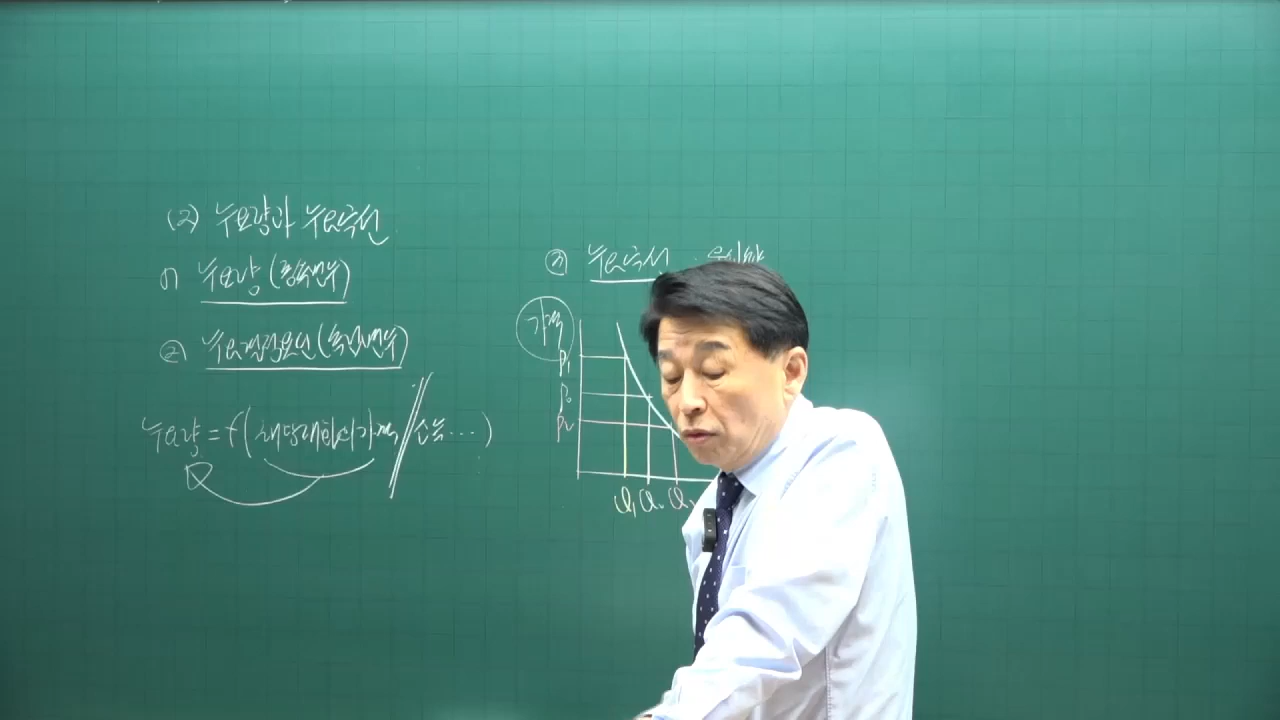 (2) 수요량과 수요곡선
① 수요량 (종속변수)
② 수요결정요인 (독립변수)
수요량 = f( 해당재화의가격 // 소득 … )
③ 수요곡선 :
가격
P₁
P₀
P₂
Q₁ Q₀ Q₂